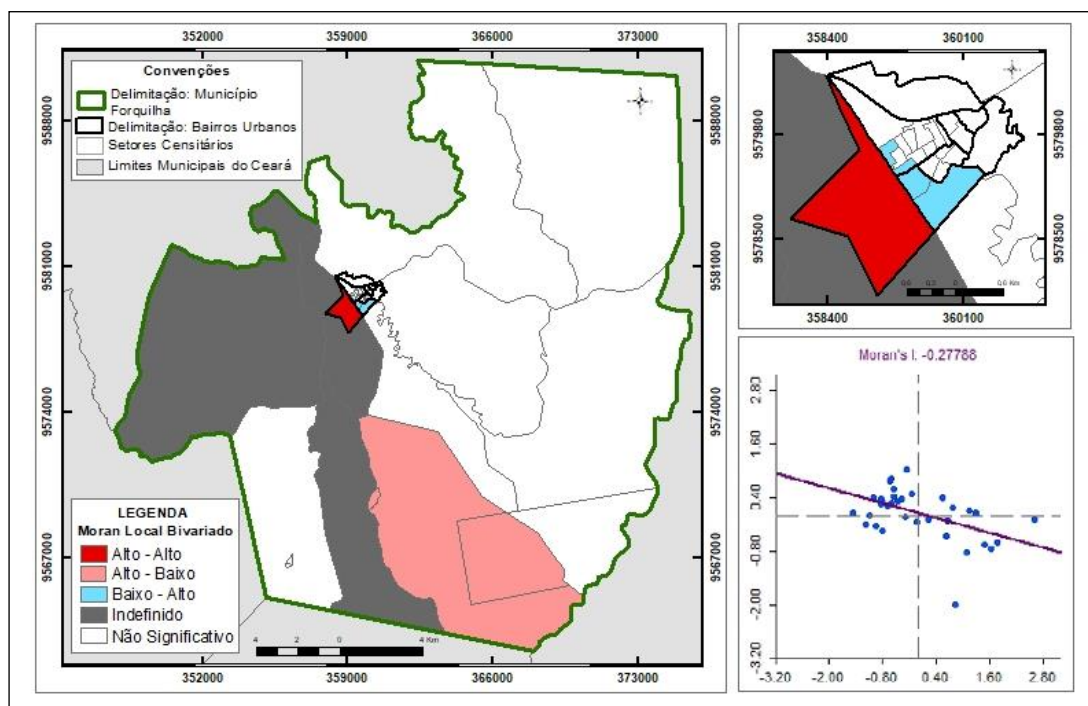 352000 359000 366000 373000
Convenções
Delimitação: Município
Forquilha
Delimitação: Bairros Urbanos
Setores Censitários
Limites Municipais do Ceará
9588000
9581000
9574000
9567000
9588000
9581000
9574000
9567000
LEGENDA
Moran Local Bivariado
Alto - Alto
Alto - Baixo
Baixo - Alto
Indefinido
Não Significativo
4 2 0 4 Km
352000 359000 366000 373000
358400 360100
9579800
9578500
9579800
9578500
0,6 Km
358400 360100
Moran's I: -0.27788
2.80
1.60
0.40
-0.80
-2.00
-3.20
-3.20 -2.00 -0.80 0.40 1.60 2.80